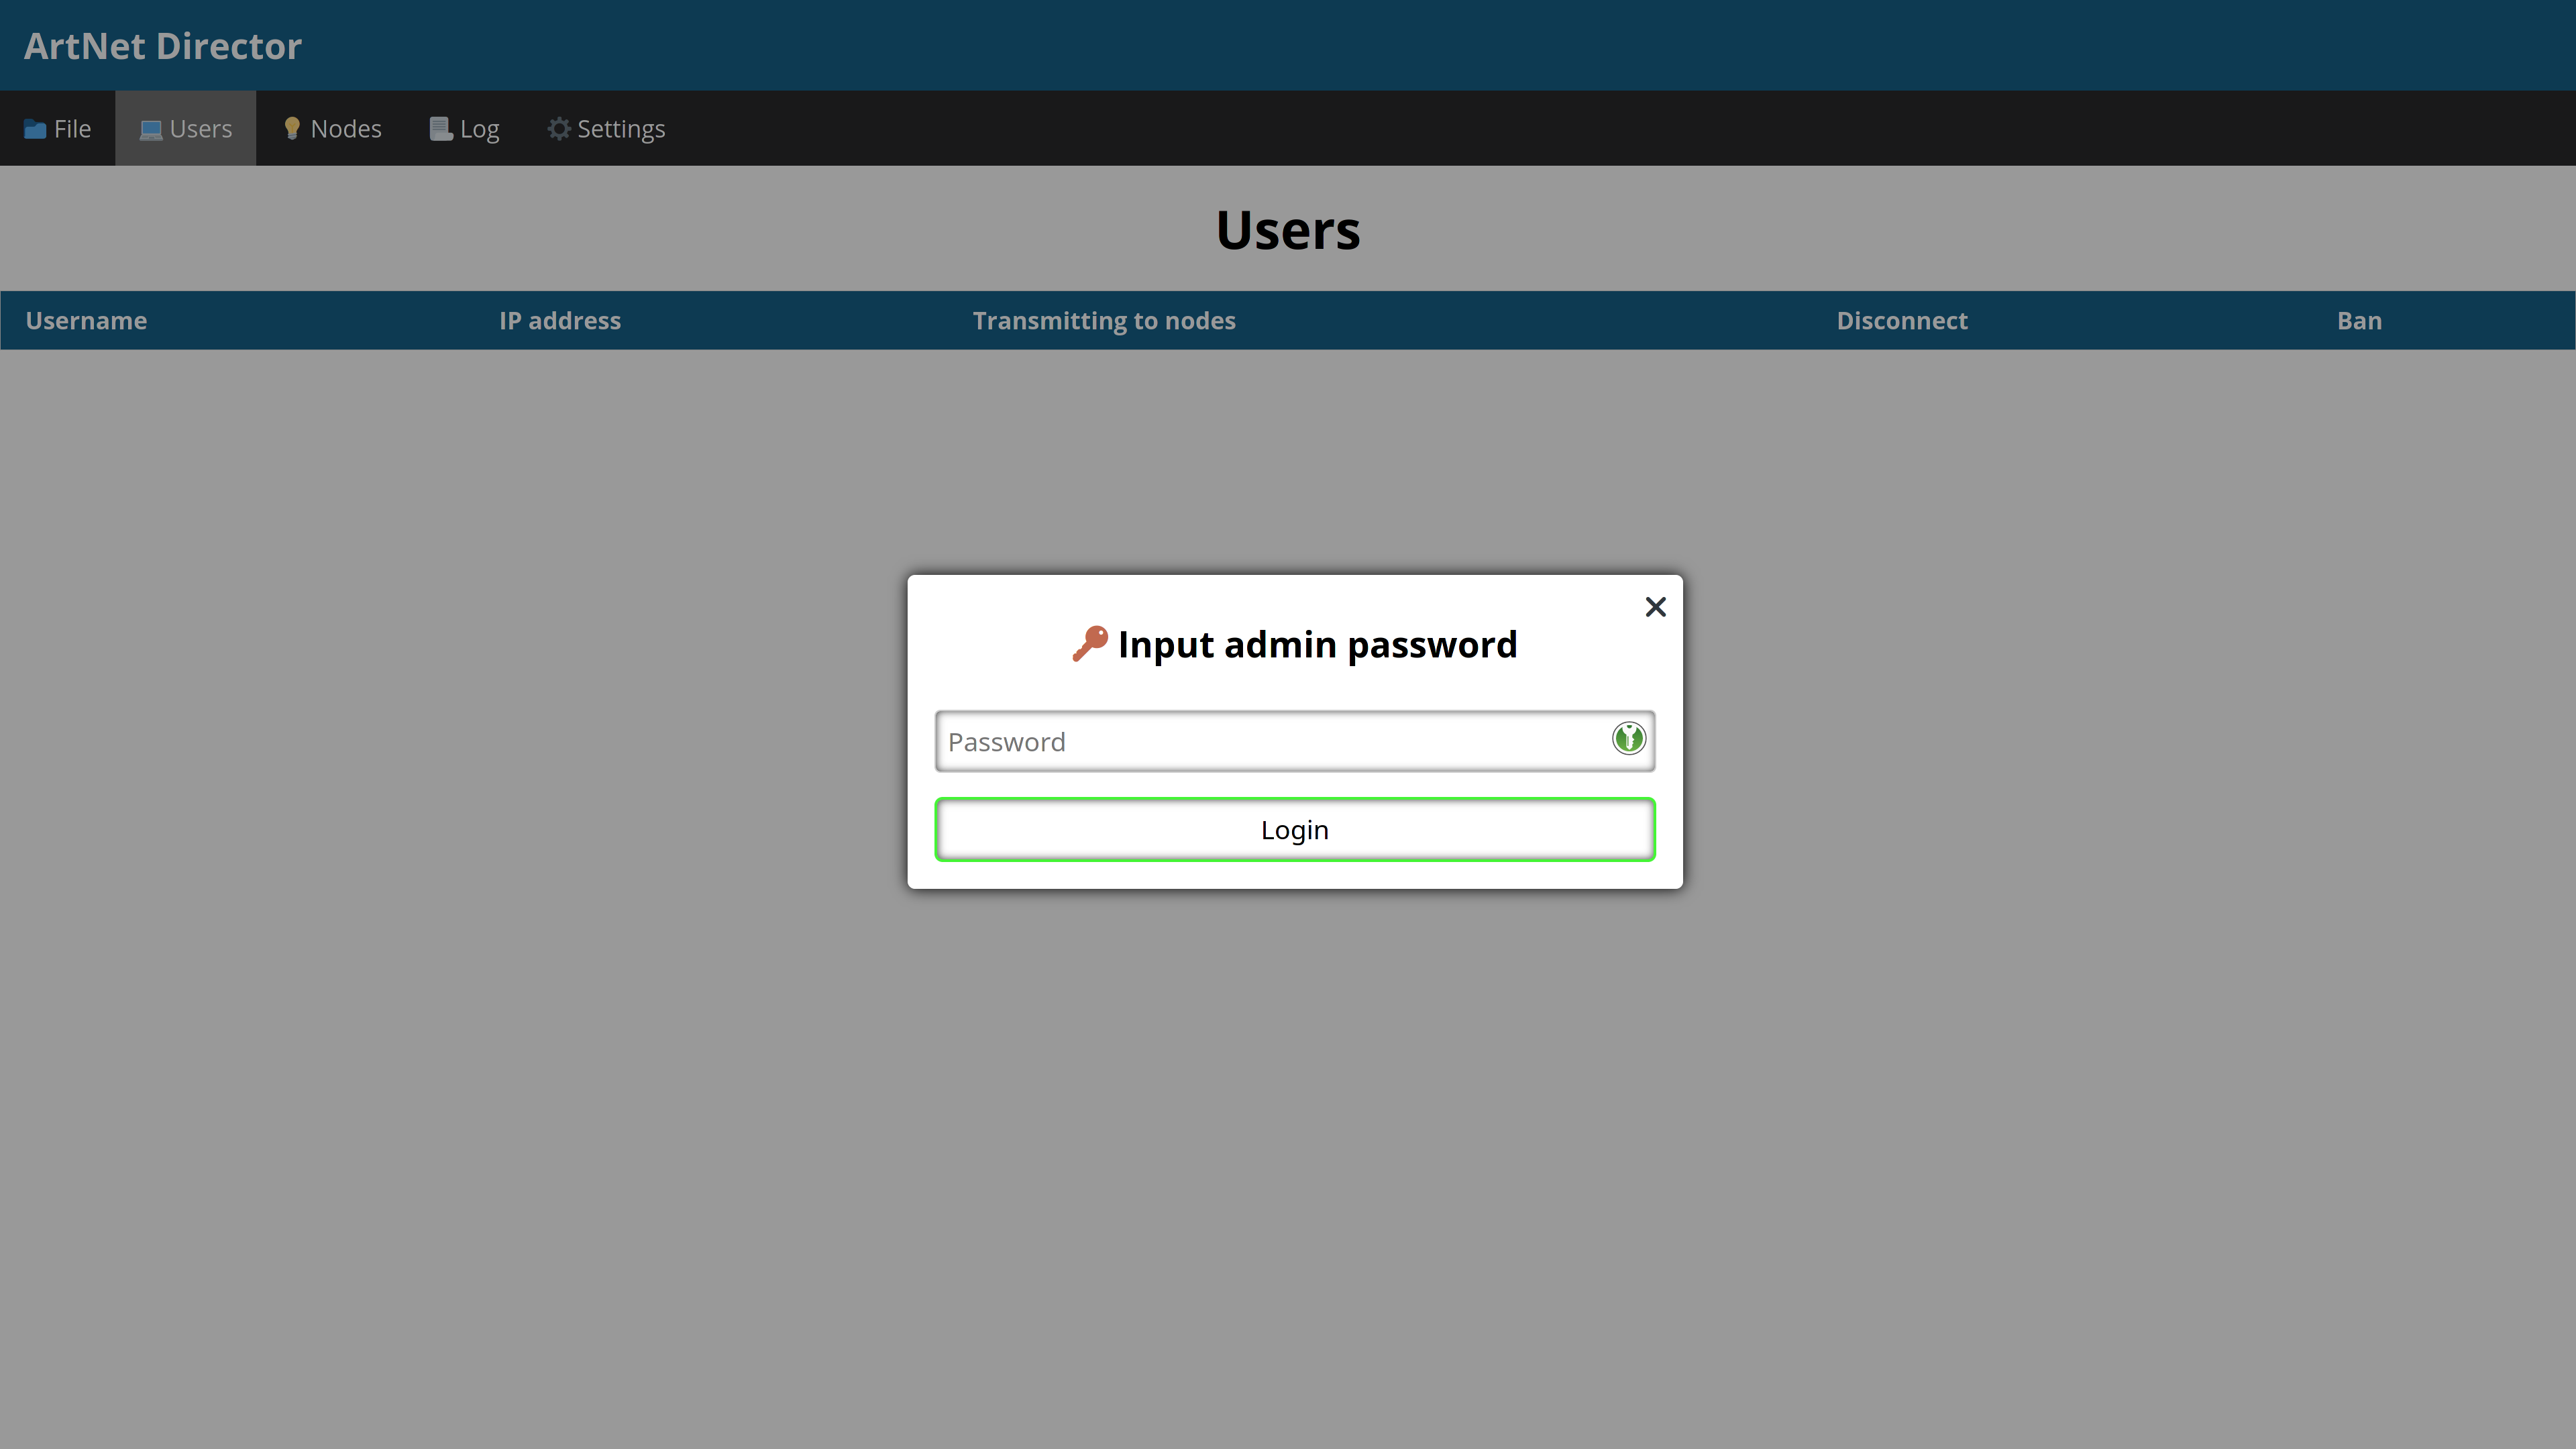 ArtNet Director
File Users Nodes Log Settings
Users
Username IP address Transmitting to nodes Disconnect Ban
Input admin password
Password
Login